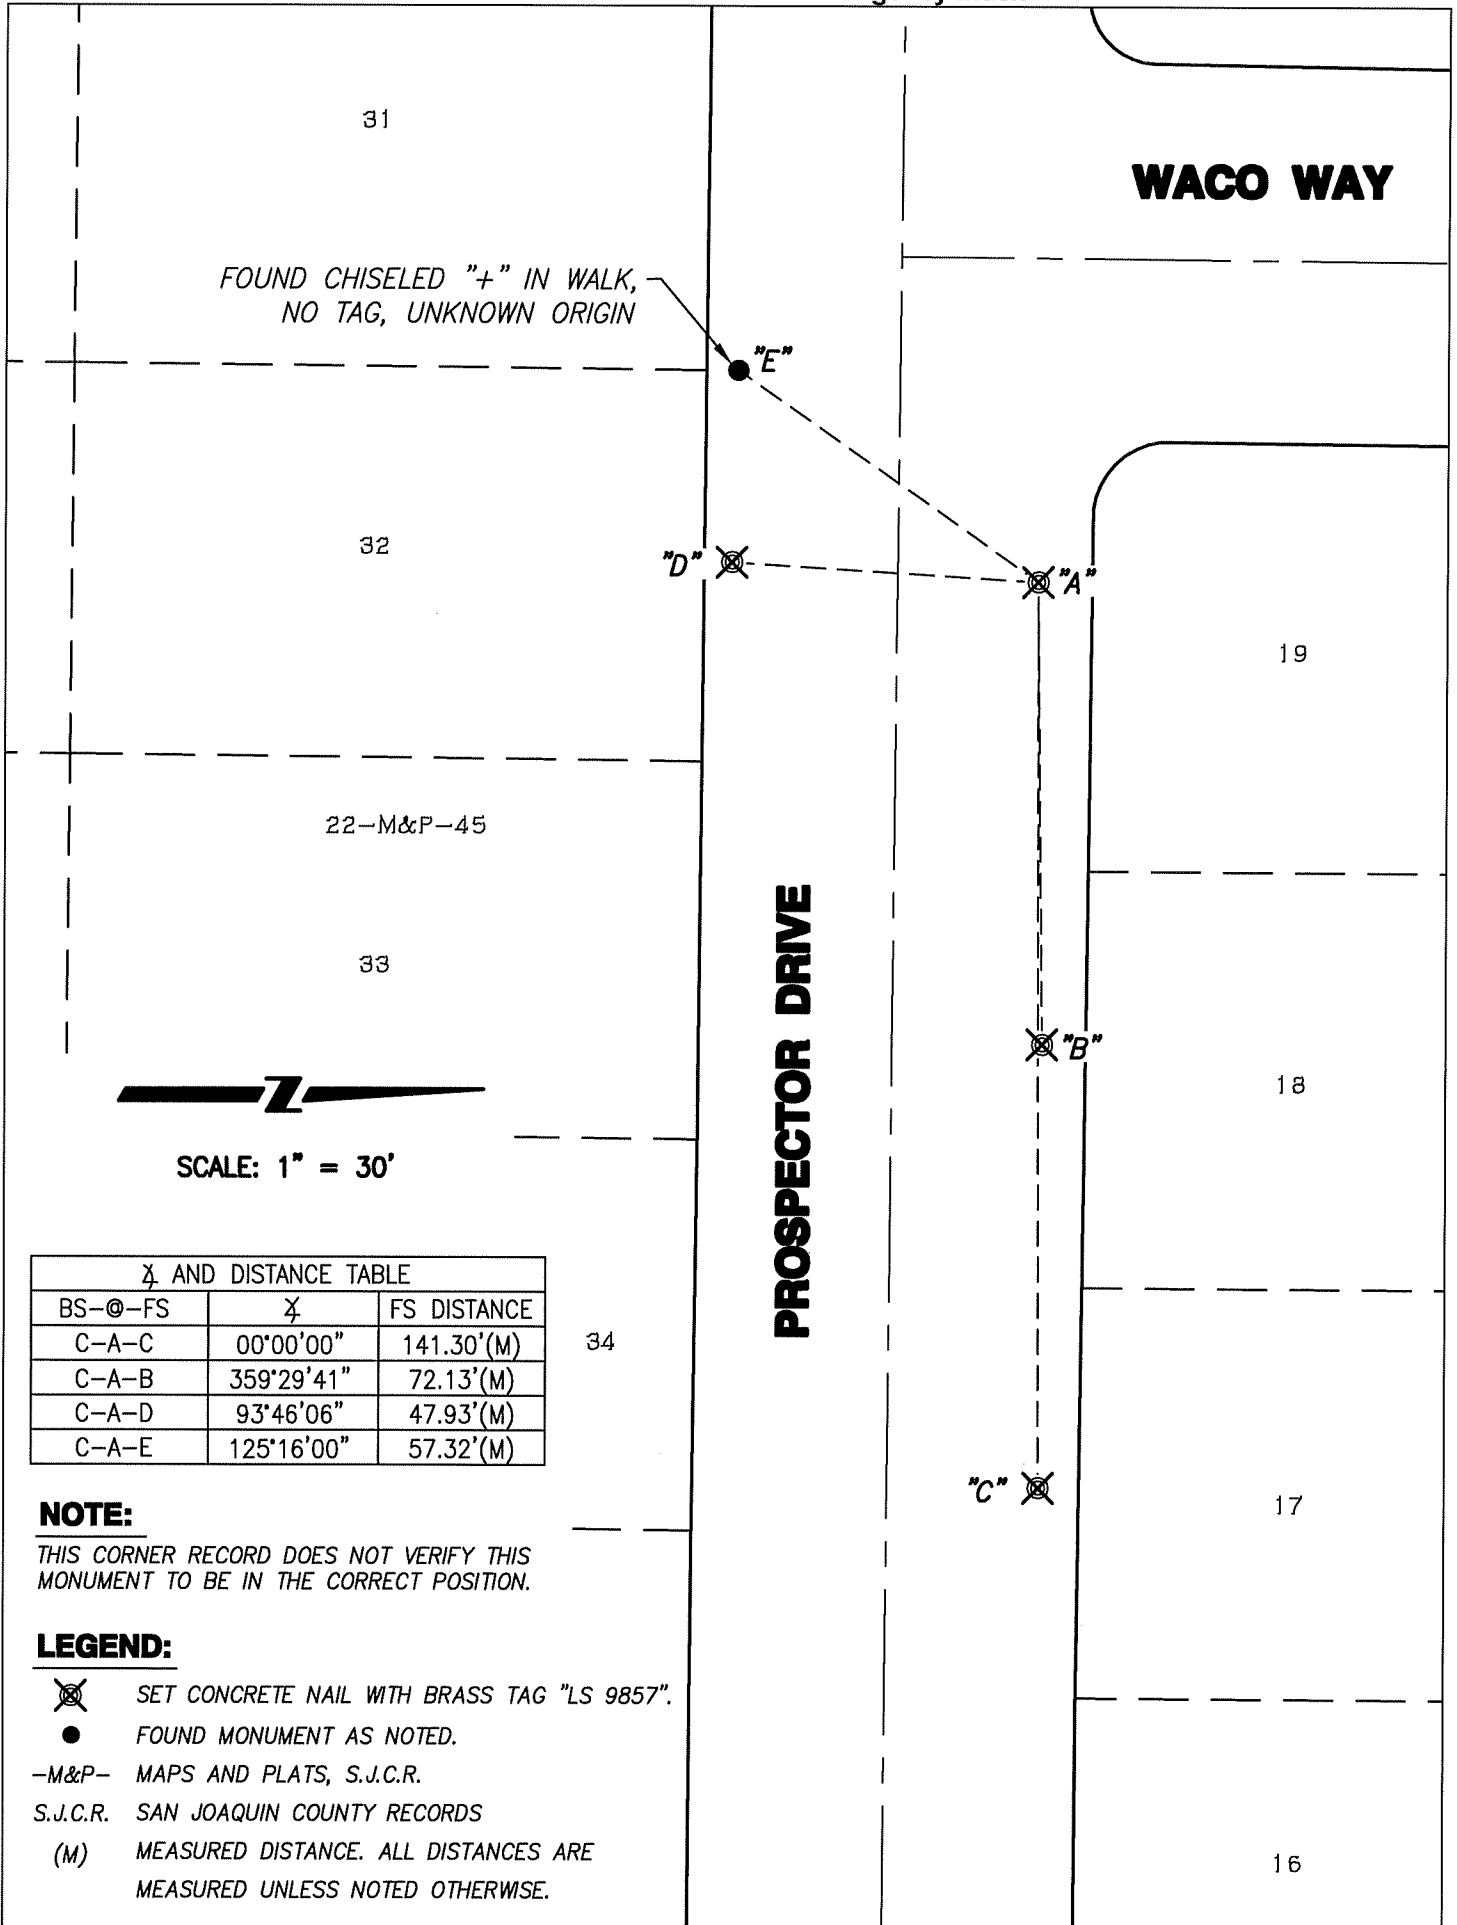 31
WACO WAY
FOUND CHISELED "+" IN WALK,
NO TAG, UNKNOWN ORIGIN
"E"
32
"D"
"A"
19
22-M&P-45
PROSPECTOR DRIVE
33
"B"
18
Z
SCALE: 1" = 30'
∡ AND DISTANCE TABLE
BS-@-FS ∡ FS DISTANCE
C-A-C 00°00'00" 141.30'(M)
C-A-B 359°29'41" 72.13'(M)
C-A-D 93°46'06" 47.93'(M)
C-A-E 125°16'00" 57.32'(M)
34
"C"
17
NOTE:
THIS CORNER RECORD DOES NOT VERIFY THIS
MONUMENT TO BE IN THE CORRECT POSITION.
LEGEND:
SET CONCRETE NAIL WITH BRASS TAG "LS 9857".
FOUND MONUMENT AS NOTED.
-M&P- MAPS AND PLATS, S.J.C.R.
S.J.C.R. SAN JOAQUIN COUNTY RECORDS
(M) MEASURED DISTANCE. ALL DISTANCES ARE
MEASURED UNLESS NOTED OTHERWISE.
16